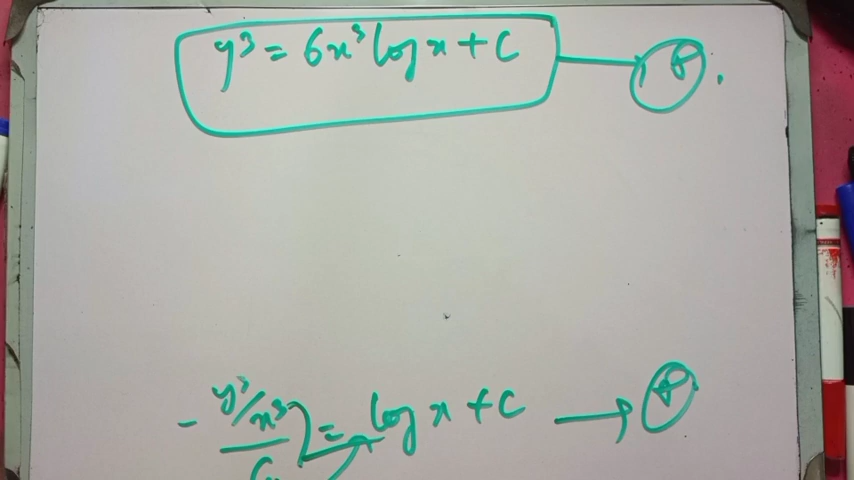 y³ = 6x³ log x + C
- y³/x³ = log x + C